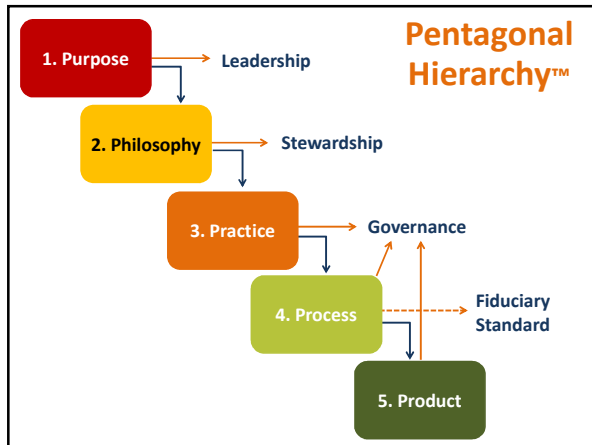 Pentagonal
Hierarchy™
1. Purpose
Leadership
2. Philosophy
Stewardship
3. Practice
Governance
4. Process
Fiduciary
Standard
5. Product